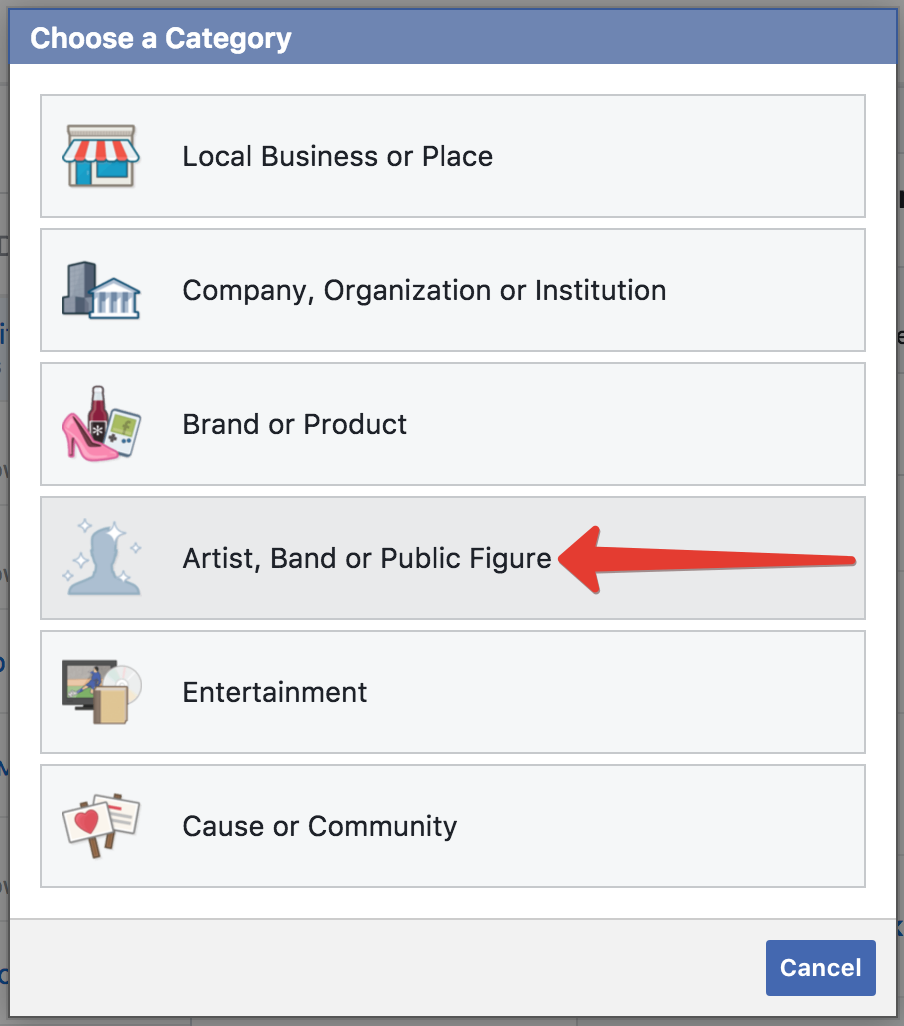 Choose a Category
Local Business or Place
Company, Organization or Institution
Brand or Product
Artist, Band or Public Figure
Entertainment
Cause or Community
Cancel